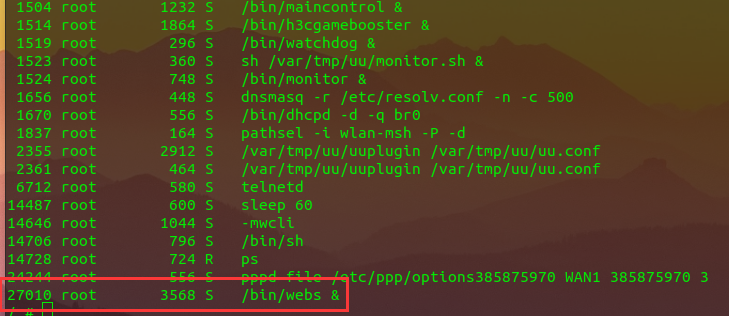 1504 root 1232 S /bin/maincontrol &
1514 root 1864 S /bin/h3cgamebooster &
1519 root 296 S /bin/watchdog &
1523 root 360 S sh /var/tmp/uu/monitor.sh &
1524 root 748 S /bin/monitor &
1656 root 448 S dnsmasq -r /etc/resolv.conf -n -c 500
1670 root 556 S /bin/dhcpd -d -q br0
1837 root 164 S pathsel -i wlan-msh -P -d
2355 root 2912 S /var/tmp/uu/uuplugin /var/tmp/uu/uu.conf
2361 root 464 S /var/tmp/uu/uuplugin /var/tmp/uu/uu.conf
6712 root 580 S telnetd
14487 root 600 S sleep 60
14646 root 1044 S -mwcli
14706 root 796 S /bin/sh
14728 root 724 R ps
24244 root 556 S pppd file /etc/ppp/options385875970 WAN1 385875970 3
27010 root 3568 S /bin/webs &
/ #